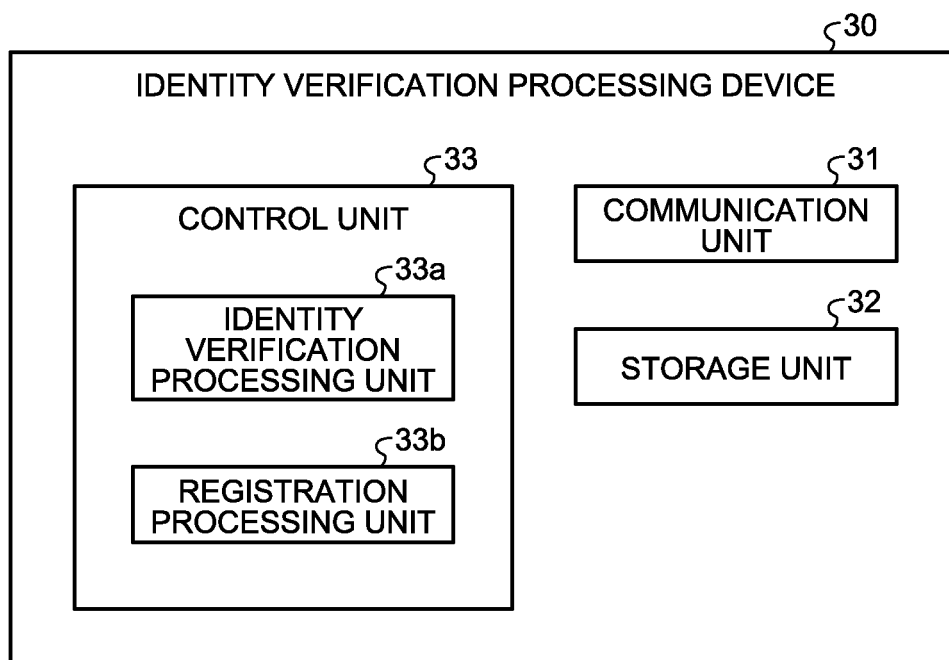 30
IDENTITY VERIFICATION PROCESSING DEVICE
33
CONTROL UNIT
33a
IDENTITY
VERIFICATION
PROCESSING UNIT
33b
REGISTRATION
PROCESSING UNIT
31
COMMUNICATION
UNIT
32
STORAGE UNIT